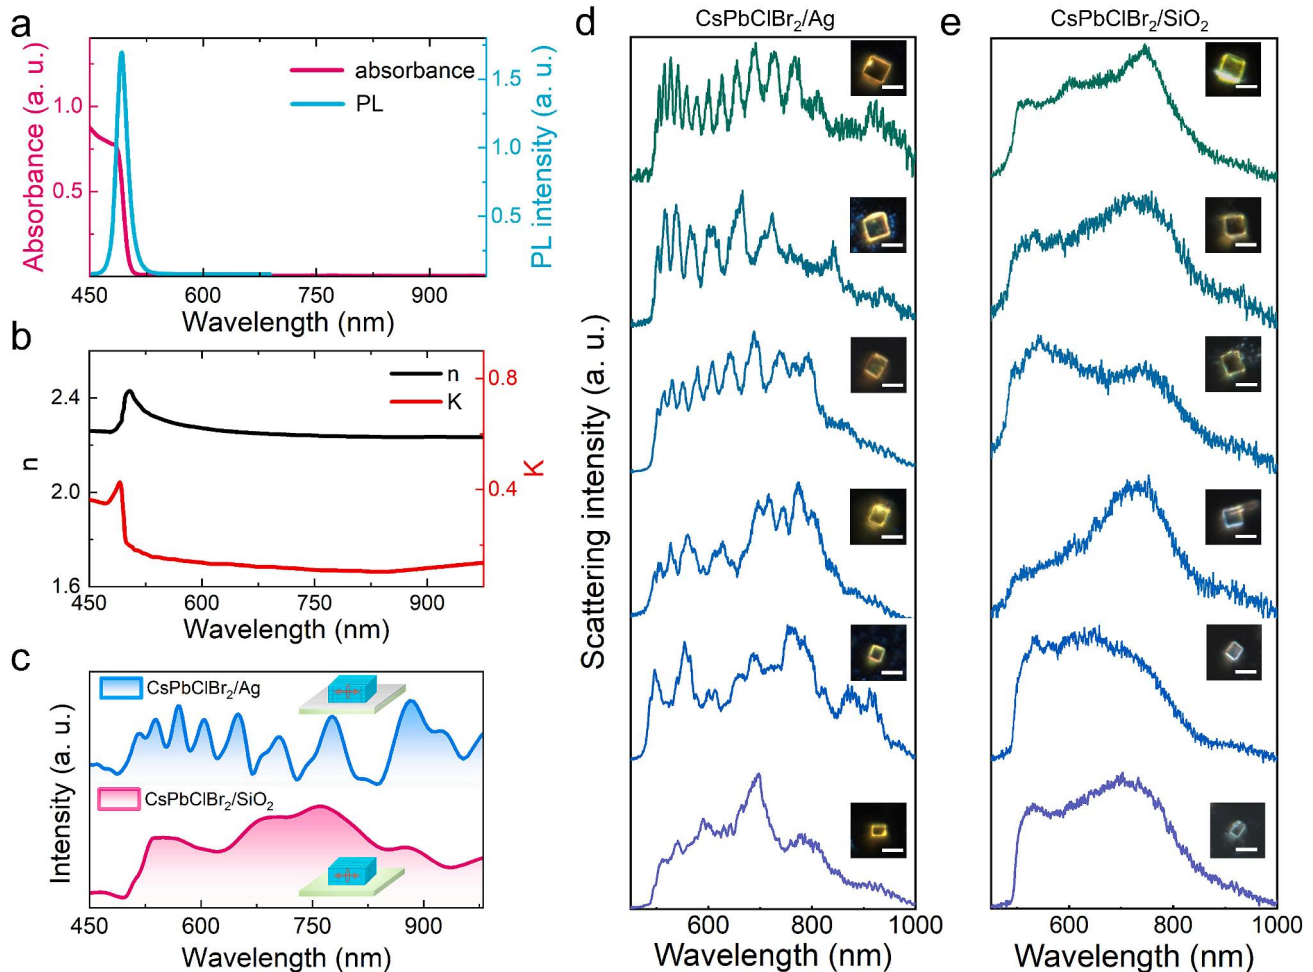 a
absorbance
PL
Absorbance (a. u.)
1.0
0.5
PL intensity (a. u.)
1.5
1.0
0.5
450 600 750 900
Wavelength (nm)
b
n
K
n
2.4
2.0
1.6
K
0.8
0.4
450 600 750 900
Wavelength (nm)
c
CsPbClBr₂/Ag
CsPbClBr₂/SiO₂
Intensity (a. u.)
450 600 750 900
Wavelength (nm)
d
CsPbClBr₂/Ag
Scattering intensity (a. u.)
600 800 1000
Wavelength (nm)
e
CsPbClBr₂/SiO₂
600 800 1000
Wavelength (nm)